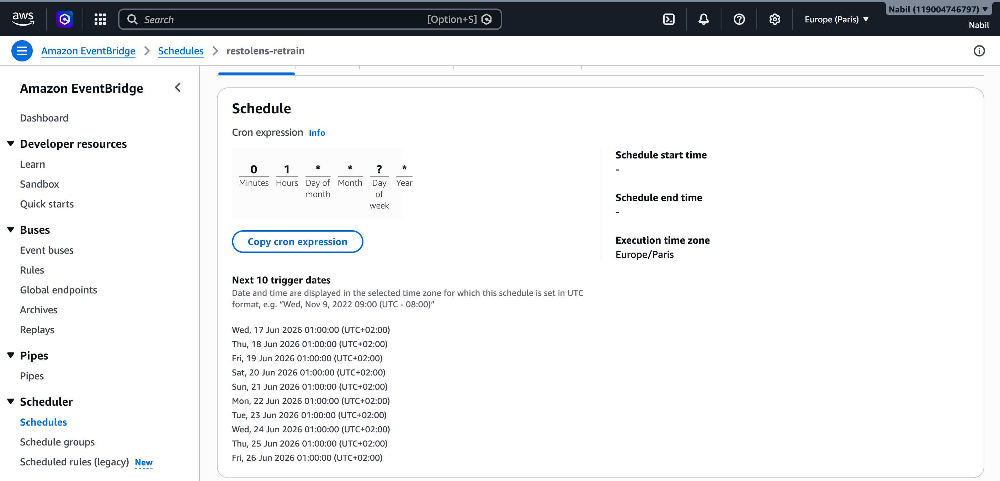 aws
Search
[Option+S]
Europe (Paris)
Nabil (119004746797)
Nabil
Amazon EventBridge
Schedules
restolens-retrain
Amazon EventBridge
Dashboard
Developer resources
Learn
Sandbox
Quick starts
Buses
Event buses
Rules
Global endpoints
Archives
Replays
Pipes
Pipes
Scheduler
Schedules
Schedule groups
Scheduled rules (legacy) New
Schedule
Cron expression Info
0 1 * * ? *
Minutes Hours Day of month Month Day of week Year
Copy cron expression
Schedule start time
-
Schedule end time
-
Execution time zone
Europe/Paris
Next 10 trigger dates
Date and time are displayed in the selected time zone for which this schedule is set in UTC
format, e.g. “Wed, Nov 9, 2022 09:00 (UTC - 08:00)”
Wed, 17 Jun 2026 01:00:00 (UTC+02:00)
Thu, 18 Jun 2026 01:00:00 (UTC+02:00)
Fri, 19 Jun 2026 01:00:00 (UTC+02:00)
Sat, 20 Jun 2026 01:00:00 (UTC+02:00)
Sun, 21 Jun 2026 01:00:00 (UTC+02:00)
Mon, 22 Jun 2026 01:00:00 (UTC+02:00)
Tue, 23 Jun 2026 01:00:00 (UTC+02:00)
Wed, 24 Jun 2026 01:00:00 (UTC+02:00)
Thu, 25 Jun 2026 01:00:00 (UTC+02:00)
Fri, 26 Jun 2026 01:00:00 (UTC+02:00)